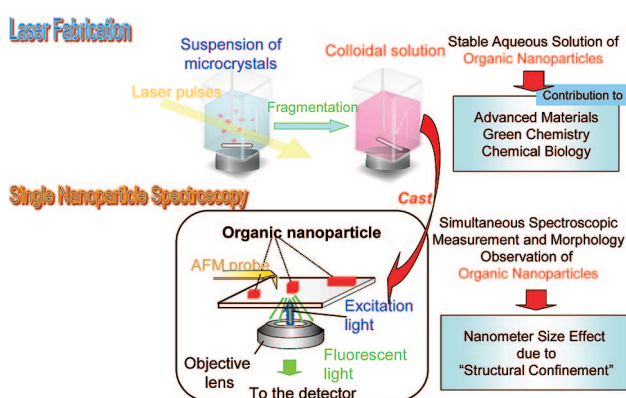 Laser Fabrication
Suspension of
microcrystals
Colloidal solution
Laser pulses
Fragmentation
Stable Aqueous Solution of
Organic Nanoparticles
Contribution to
Advanced Materials
Green Chemistry
Chemical Biology
Single Nanoparticle Spectroscopy
Cast
Organic nanoparticle
AFM probe
Excitation
light
Objective
lens
Fluorescent
light
To the detector
Simultaneous Spectroscopic
Measurement and Morphology
Observation of
Organic Nanoparticles
Nanometer Size Effect
due to
“Structural Confinement”